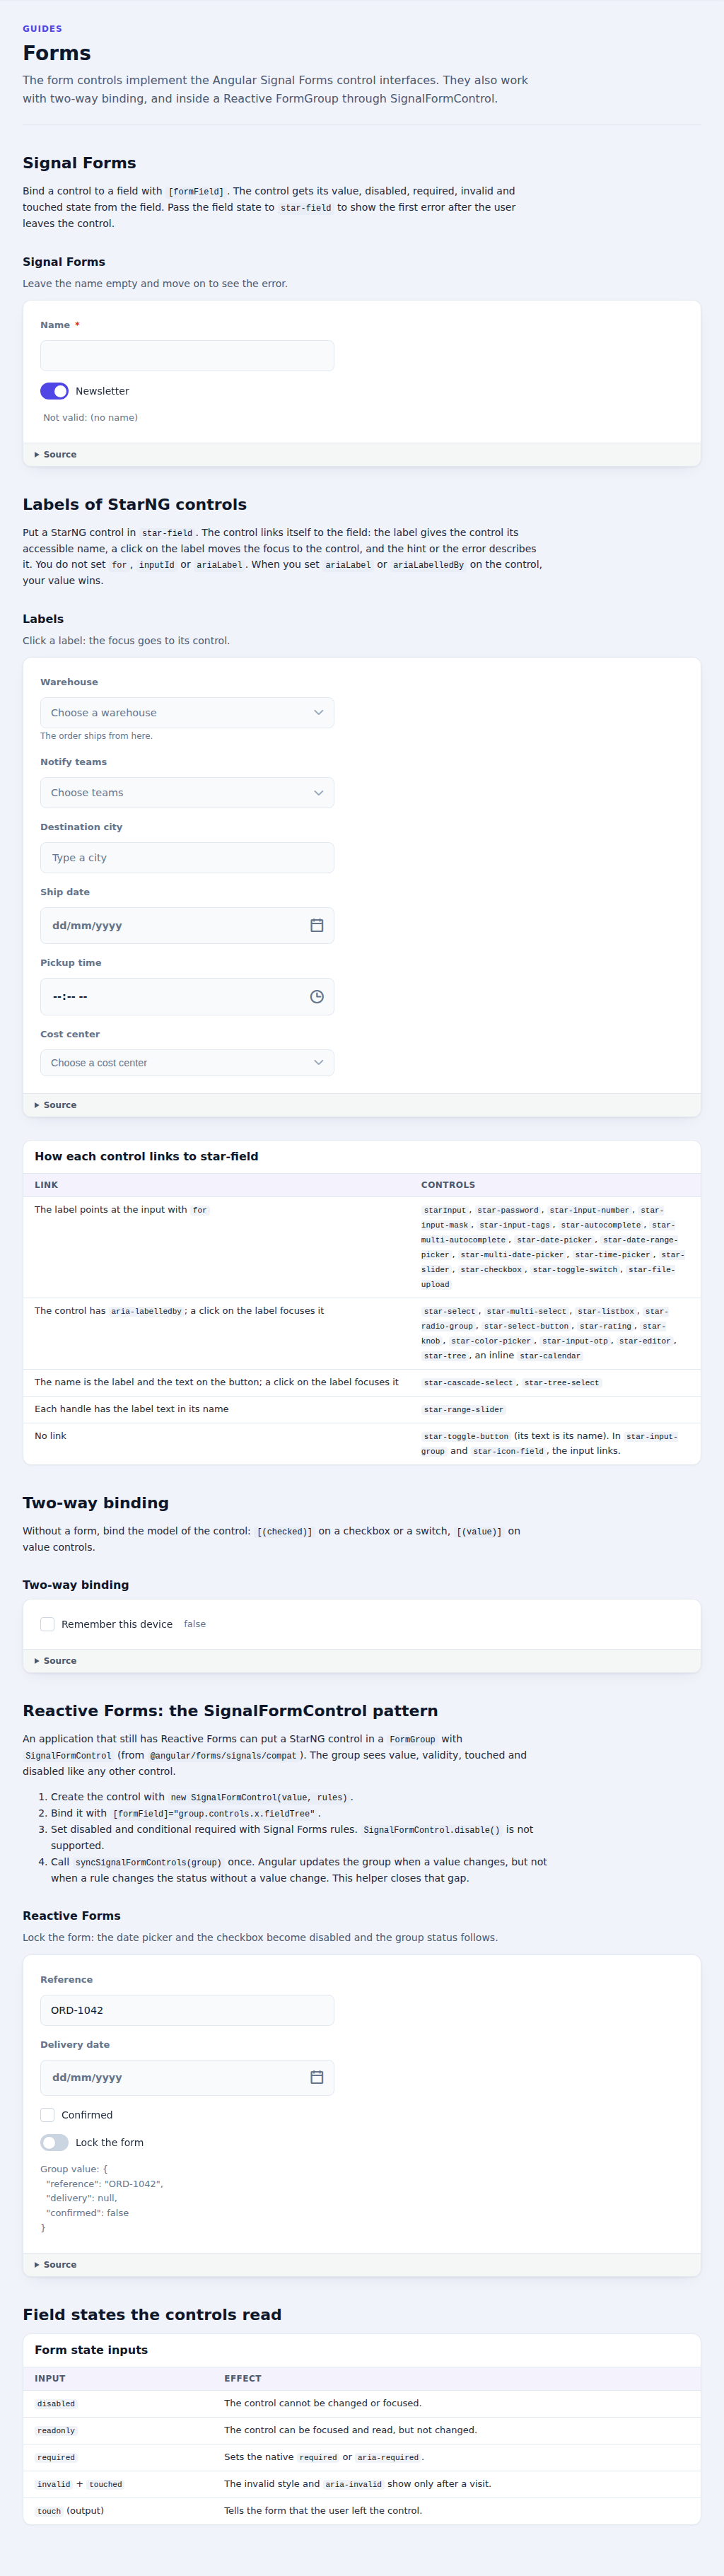 GUIDES
Forms
The form controls implement the Angular Signal Forms control interfaces. They also work
with two-way binding, and inside a Reactive FormGroup through SignalFormControl.
Signal Forms
Bind a control to a field with [formField]. The control gets its value, disabled, required, invalid and
touched state from the field. Pass the field state to star-field to show the first error after the user
leaves the control.
Signal Forms
Leave the name empty and move on to see the error.
Name *
Newsletter
Not valid: (no name)
Source
Labels of StarNG controls
Put a StarNG control in star-field. The control links itself to the field: the label gives the control its
accessible name, a click on the label moves the focus to the control, and the hint or the error describes
it. You do not set for, inputId or ariaLabel. When you set ariaLabel or ariaLabelledBy on the control,
your value wins.
Labels
Click a label: the focus goes to its control.
Warehouse
Choose a warehouse
The order ships from here.
Notify teams
Choose teams
Destination city
Type a city
Ship date
dd/mm/yyyy
Pickup time
--:-- --
Cost center
Choose a cost center
Source
How each control links to star-field
LINK CONTROLS
The label points at the input with for starInput, star-password, star-input-number, star-
input-mask, star-input-tags, star-autocomplete, star-
multi-autocomplete, star-date-picker, star-date-range-
picker, star-multi-date-picker, star-time-picker, star-
slider, star-checkbox, star-toggle-switch, star-file-
upload
The control has aria-labelledby; a click on the label focuses it star-select, star-multi-select, star-listbox, star-
radio-group, star-select-button, star-rating, star-
knob, star-color-picker, star-input-otp, star-editor,
star-tree, an inline star-calendar
The name is the label and the text on the button; a click on the label focuses it star-cascade-select, star-tree-select
Each handle has the label text in its name star-range-slider
No link star-toggle-button (its text is its name). In star-input-
group and star-icon-field, the input links.
Two-way binding
Without a form, bind the model of the control: [(checked)] on a checkbox or a switch, [(value)] on
value controls.
Two-way binding
Remember this device false
Source
Reactive Forms: the SignalFormControl pattern
An application that still has Reactive Forms can put a StarNG control in a FormGroup with
SignalFormControl (from @angular/forms/signals/compat). The group sees value, validity, touched and
disabled like any other control.
1. Create the control with new SignalFormControl(value, rules).
2. Bind it with [formField]="group.controls.x.fieldTree".
3. Set disabled and conditional required with Signal Forms rules. SignalFormControl.disable() is not
supported.
4. Call syncSignalFormControls(group) once. Angular updates the group when a value changes, but not
when a rule changes the status without a value change. This helper closes that gap.
Reactive Forms
Lock the form: the date picker and the checkbox become disabled and the group status follows.
Reference
ORD-1042
Delivery date
dd/mm/yyyy
Confirmed
Lock the form
Group value: {
"reference": "ORD-1042",
"delivery": null,
"confirmed": false
}
Source
Field states the controls read
Form state inputs
INPUT EFFECT
disabled The control cannot be changed or focused.
readonly The control can be focused and read, but not changed.
required Sets the native required or aria-required.
invalid + touched The invalid style and aria-invalid show only after a visit.
touch (output) Tells the form that the user left the control.